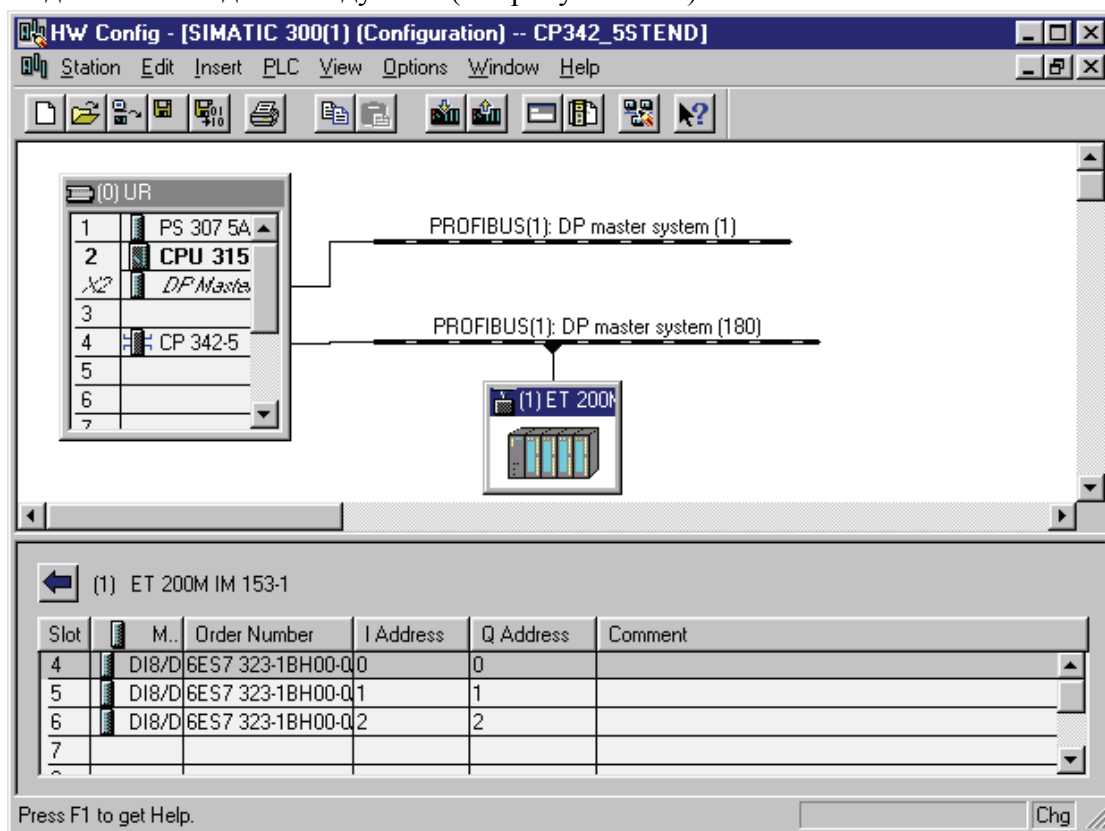 HW Config - [SIMATIC 300(1) (Configuration) -- CP342_5STEND]
Station Edit Insert PLC View Options Window Help
(0) UR
1 PS 307 5A
2 CPU 315
X2 DP Master
3
4 CP 342-5
5
6
7
PROFIBUS(1): DP master system (1)
PROFIBUS(1): DP master system (180)
(1) ET 200M
(1) ET 200M IM 153-1
Slot M.. Order Number I Address Q Address Comment
4 DI8/D 6ES7 323-1BH00-0 0 0
5 DI8/D 6ES7 323-1BH00-0 1 1
6 DI8/D 6ES7 323-1BH00-0 2 2
7
Press F1 to get Help.
Chg